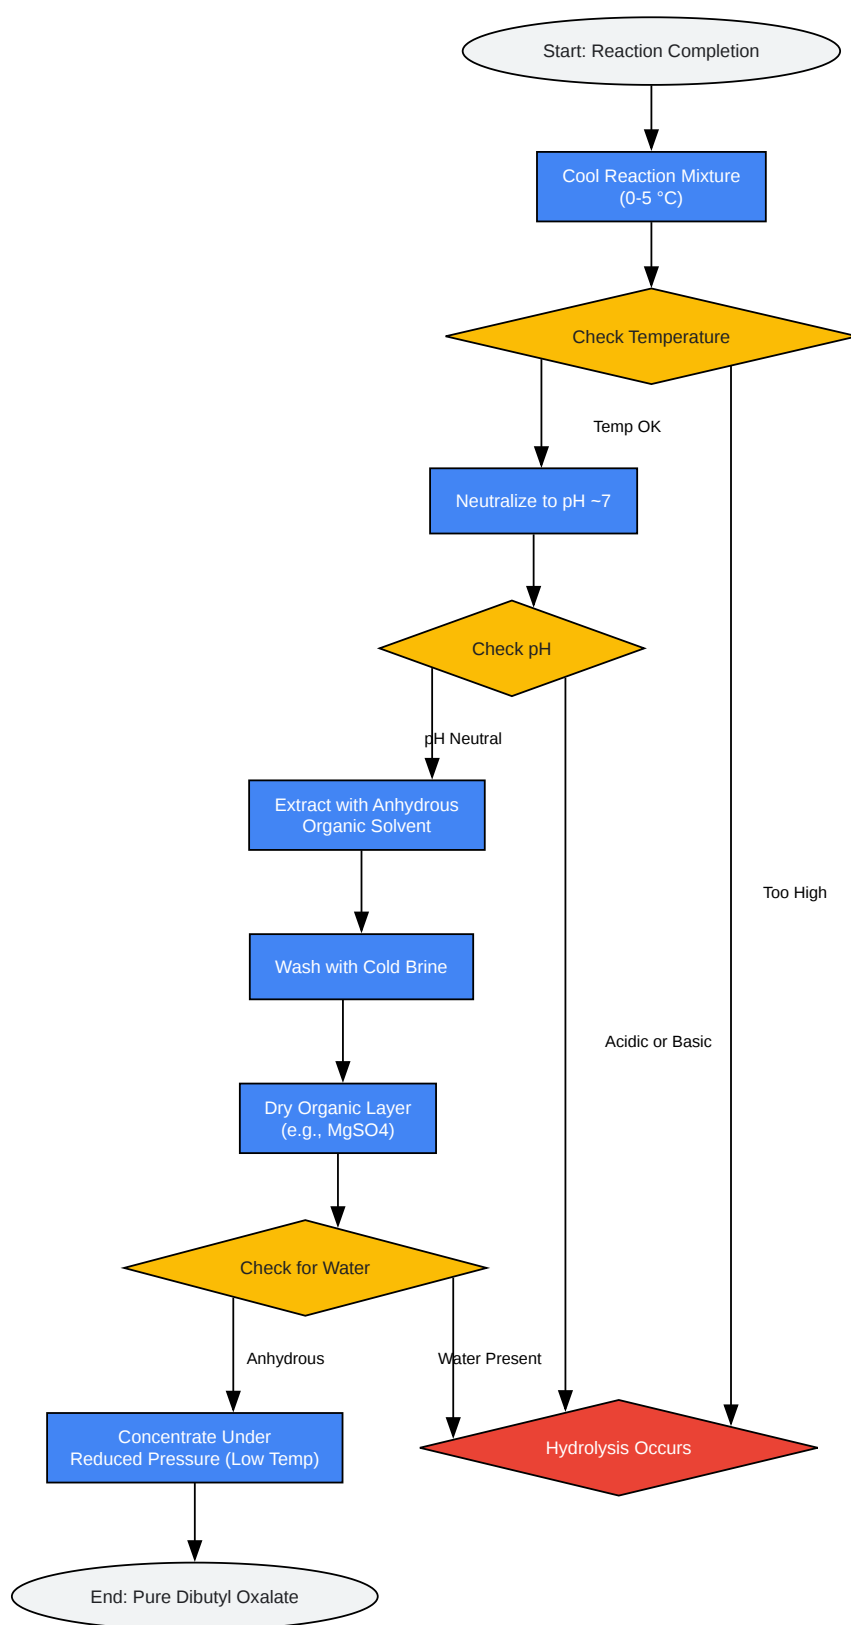 Start: Reaction Completion
Cool Reaction Mixture
(0-5 °C)
Check Temperature
Temp OK
Neutralize to pH ~7
Check pH
pH Neutral
Extract with Anhydrous
Organic Solvent
Too High
Wash with Cold Brine
Acidic or Basic
Dry Organic Layer
(e.g., MgSO4)
Check for Water
Anhydrous
Water Present
Concentrate Under
Reduced Pressure (Low Temp)
Hydrolysis Occurs
End: Pure Dibutyl Oxalate